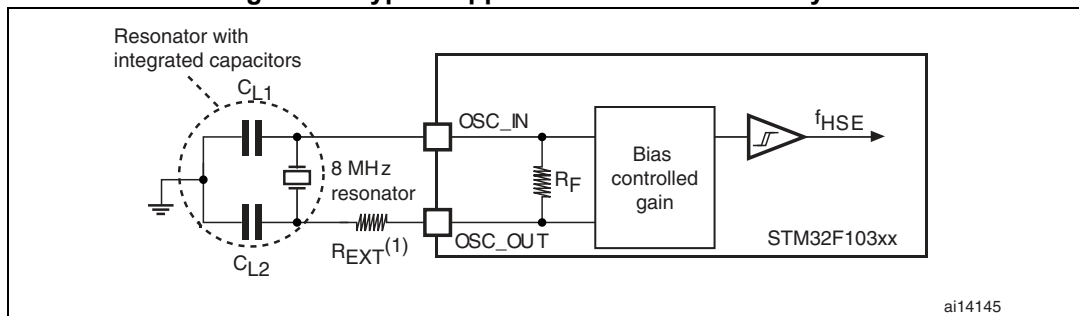 Resonator with
integrated capacitors
CL1
OSC_IN
fHSE
8 MHz
resonator
RF
Bias
controlled
gain
REXT(1)
OSC_OUT
STM32F103xx
CL2
ai14145